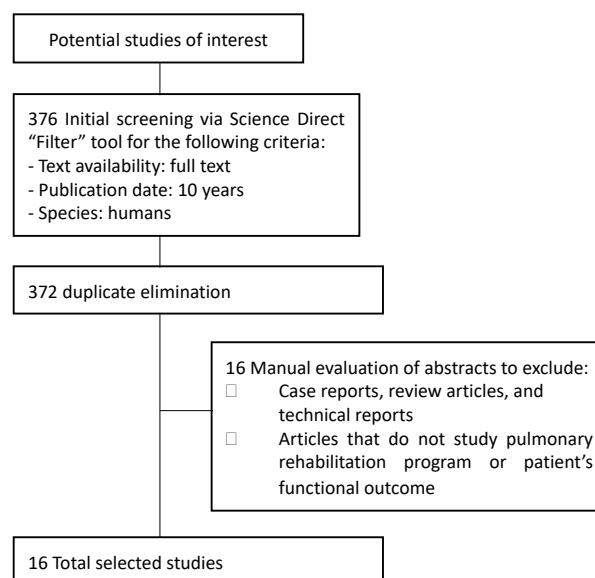 Potential studies of interest
376 Initial screening via Science Direct
“Filter” tool for the following criteria:
- Text availability: full text
- Publication date: 10 years
- Species: humans
372 duplicate elimination
16 Manual evaluation of abstracts to exclude:
Case reports, review articles, and
technical reports
Articles that do not study pulmonary
rehabilitation program or patient’s
functional outcome
16 Total selected studies